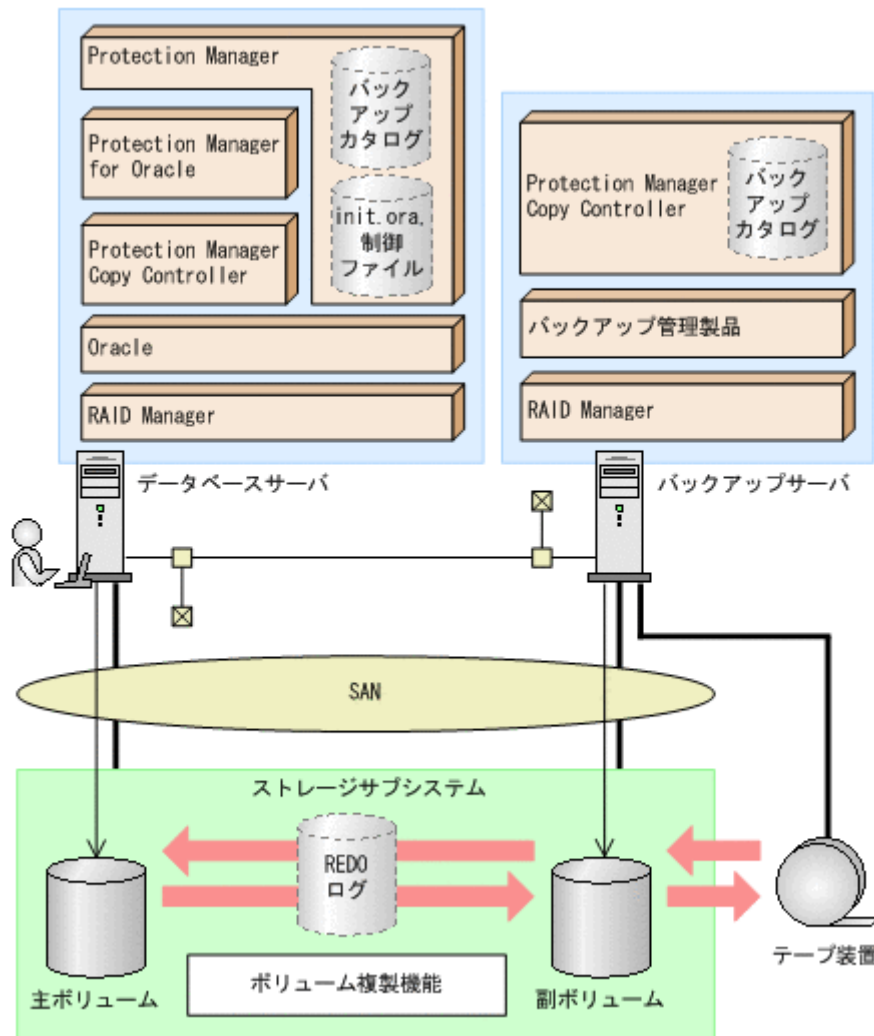 Protection Manager
バック
アップ
カタログ
Protection Manager
for Oracle
init.ora,
制御
ファイル
Protection Manager
Copy Controller
Oracle
RAID Manager
データベースサーバ
Protection Manager
Copy Controller
バック
アップ
カタログ
バックアップ管理製品
RAID Manager
バックアップサーバ
SAN
ストレージサブシステム
REDO
ログ
ボリューム複製機能
主ボリューム
副ボリューム
テープ装置